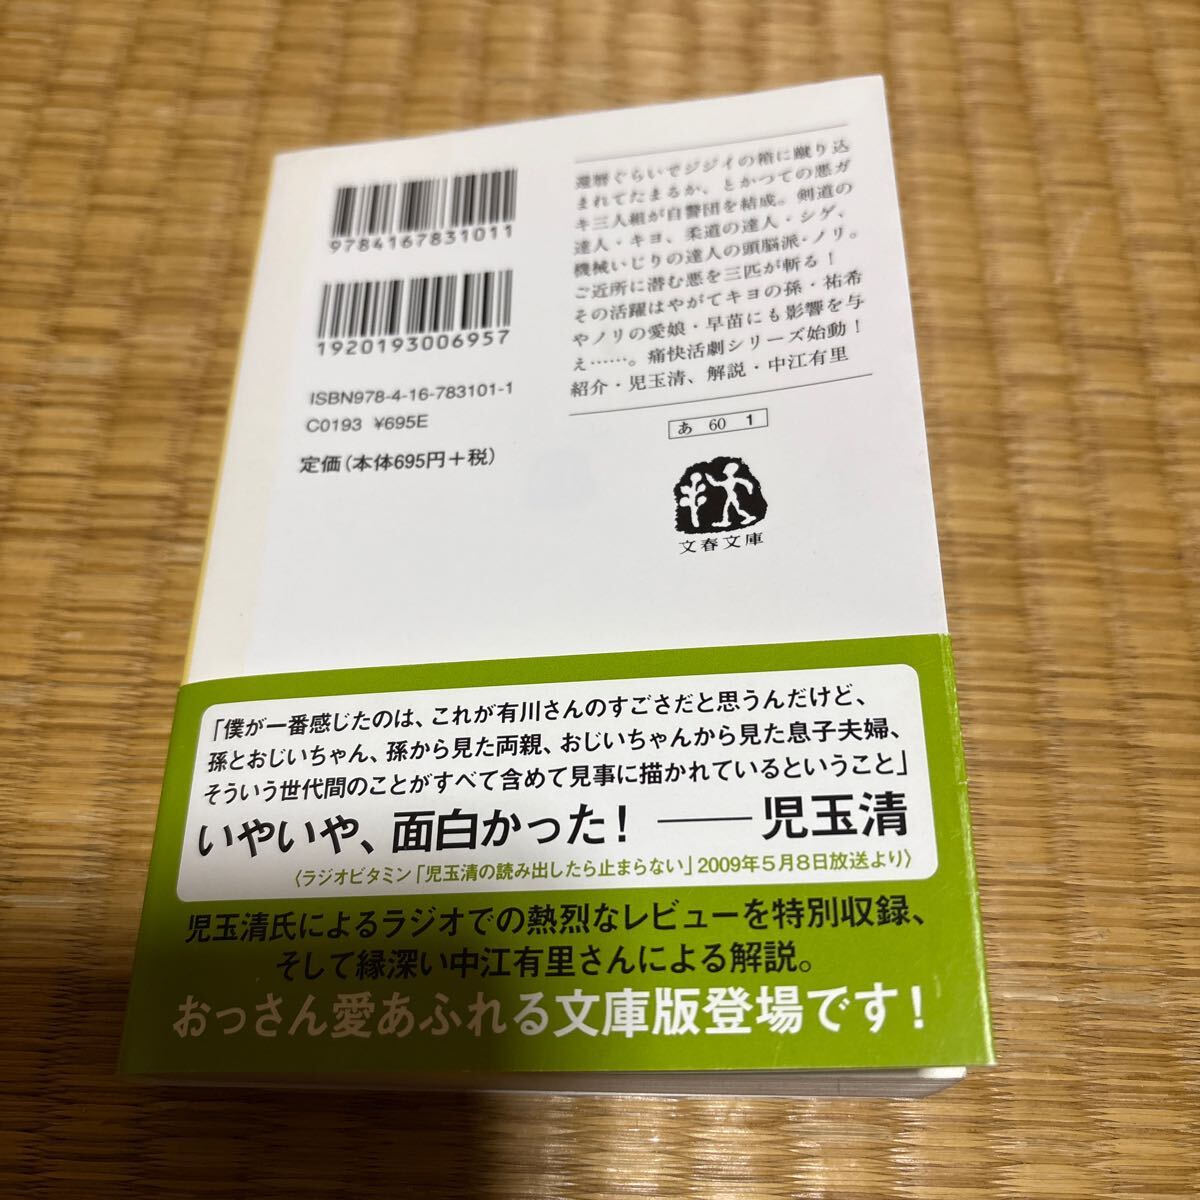 9784167831011
1920193006957
ISBN978-4-16-783101-1
C0193 ¥695E
定価(本体695円+税)
還暦ぐらいでジジイの箱に蹴り込
まれてたまるか、とかつての悪ガ
キ三人組が自警団を結成。剣道の
達人・キヨ、柔道の達人・シゲ、
機械いじりの達人の頭脳派・ノリ。
ご近所に潜む悪を三匹が斬る!
その活躍はやがてキヨの孫・祐希
やノリの愛娘・早苗にも影響を与
え……。痛快活劇シリーズ始動!
紹介・児玉清、解説・中江有里
あ 60 1
文春文庫
「僕が一番感じたのは、これが有川さんのすごさだと思うんだけど、
孫とおじいちゃん、孫から見た両親、おじいちゃんから見た息子夫婦、
そういう世代間のことがすべて含めて見事に描かれているということ」
いやいや、面白かった! ――児玉清
〈ラジオビタミン「児玉清の読み出したら止まらない」2009年5月8日放送より〉
児玉清氏によるラジオでの熱烈なレビューを特別収録、
そして縁深い中江有里さんによる解説。
おっさん愛あふれる文庫版登場です!